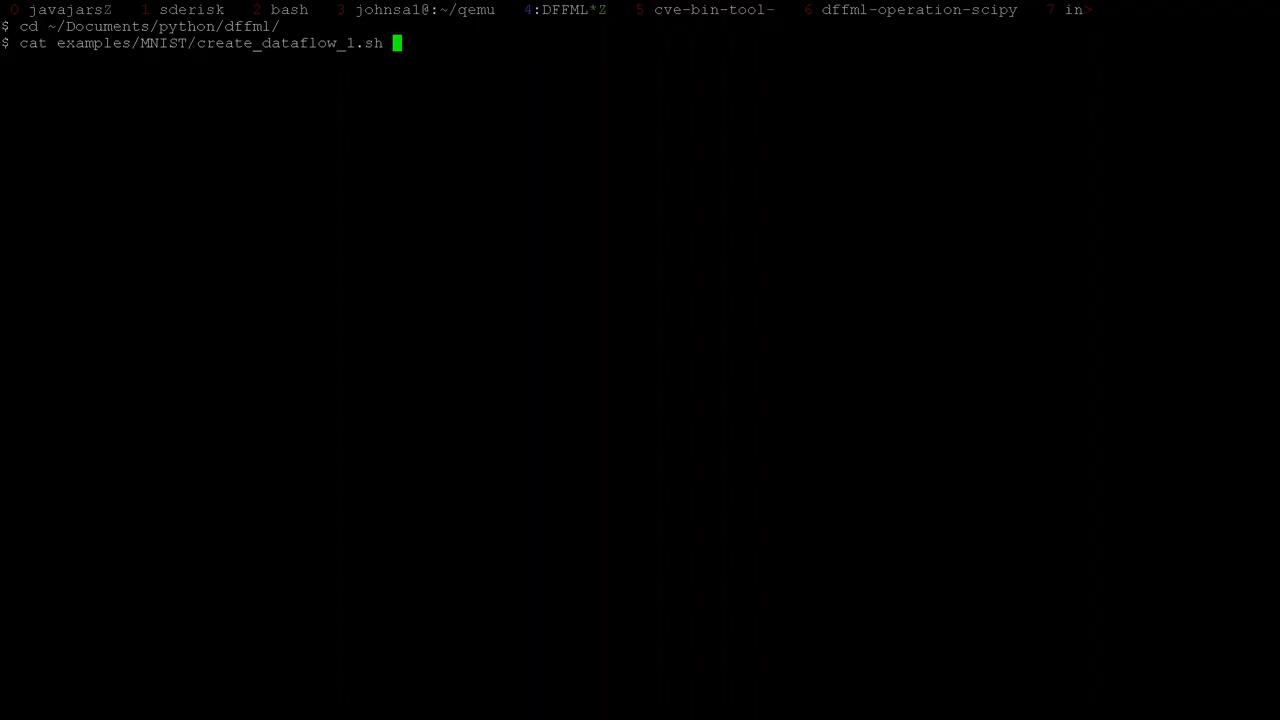 0 javajarsZ 1 sderisk 2 bash 3 johnsa1@:~/qemu 4:DFFML*Z 5 cve-bin-tool- 6 dffml-operation-scipy 7 in>
$ cd ~/Documents/python/dffml/
$ cat examples/MNIST/create_dataflow_1.sh